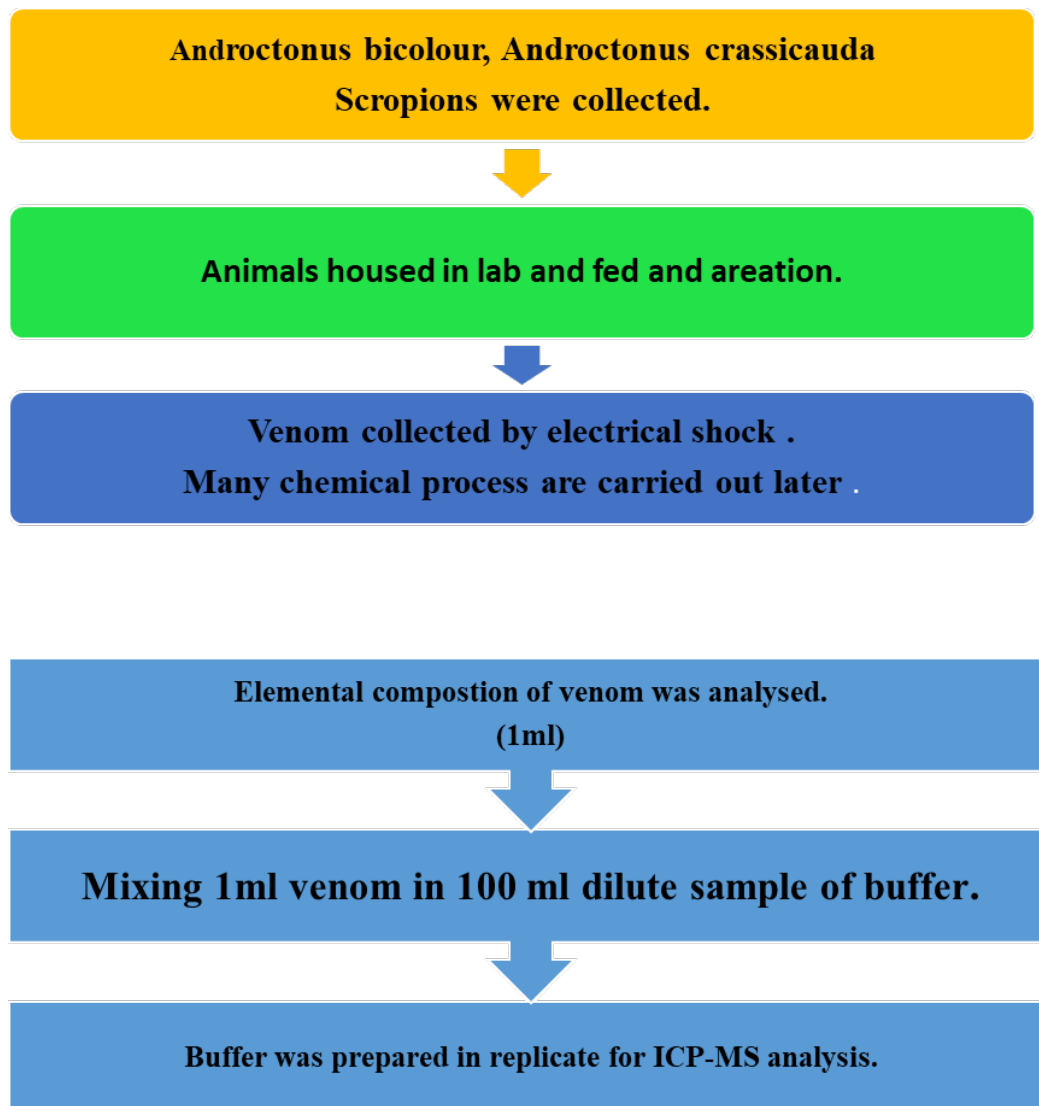 Androctonus bicolour, Androctonus crassicauda
Scropions were collected.
Animals housed in lab and fed and areation.
Venom collected by electrical shock .
Many chemical process are carried out later .
Elemental compostion of venom was analysed.
(1ml)
Mixing 1ml venom in 100 ml dilute sample of buffer.
Buffer was prepared in replicate for ICP-MS analysis.